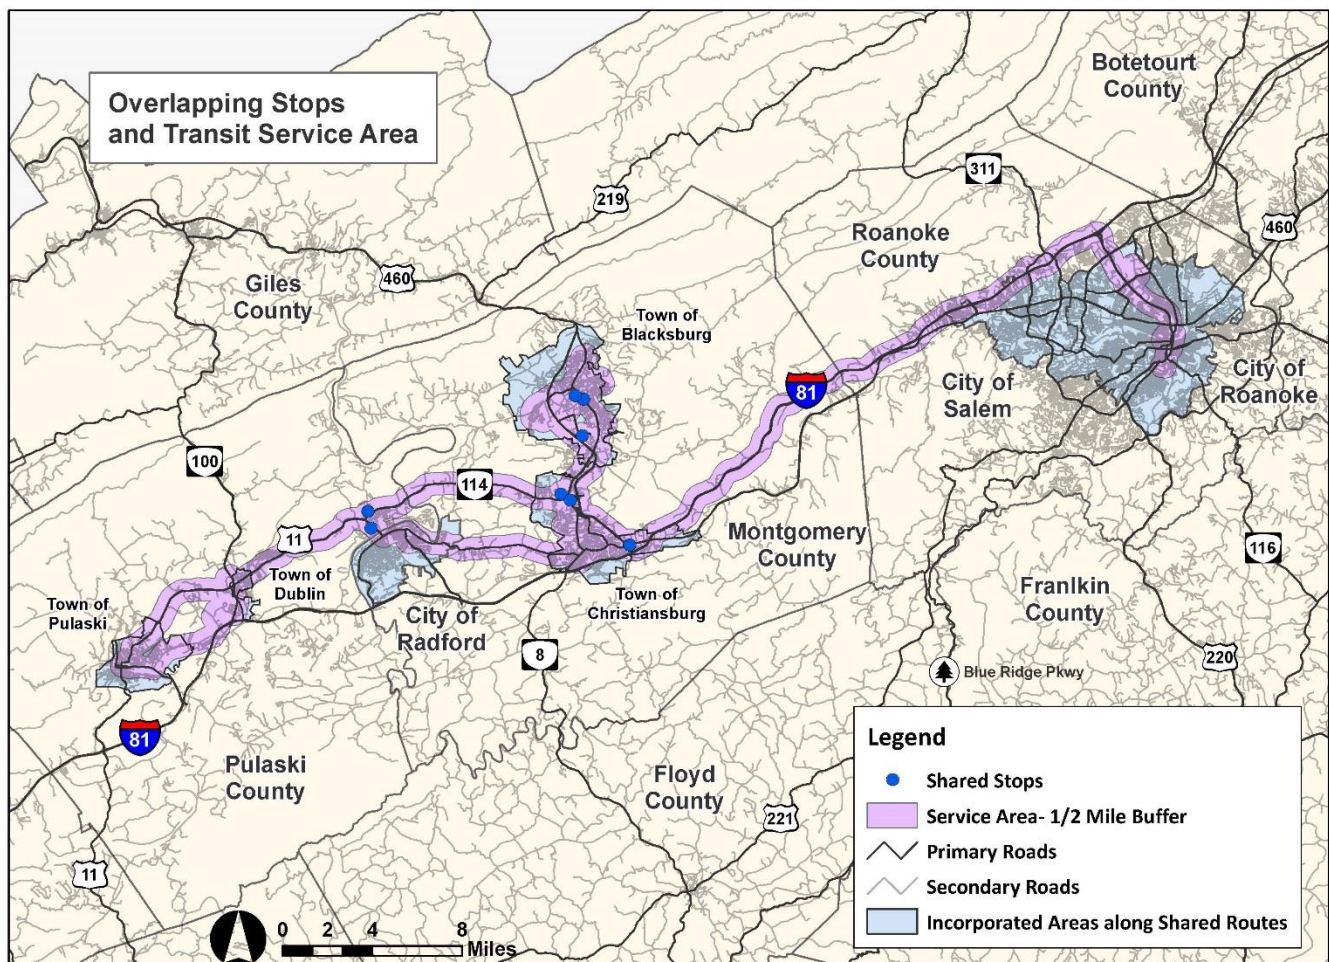 Overlapping Stops
and Transit Service Area
Botetourt
County
311
219
460
Roanoke
County
460
Giles
County
Town of
Blacksburg
81
City of
Salem
City of
Roanoke
100
114
11
Montgomery
County
116
Town of
Dublin
Town of
Pulaski
City of
Radford
Town of
Christiansburg
Franlkin
County
8
220
Blue Ridge Pkwy
81
Pulaski
County
Floyd
County
221
11
Legend
Shared Stops
Service Area- 1/2 Mile Buffer
Primary Roads
Secondary Roads
Incorporated Areas along Shared Routes
0 2 4 8
Miles